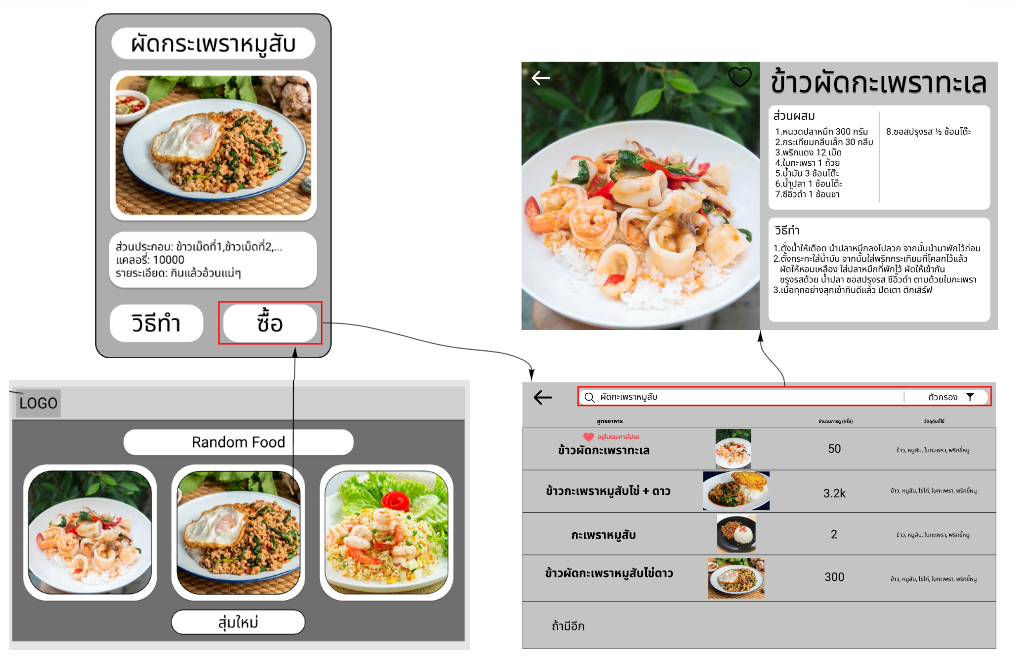 ผัดกระเพราหมูสับ
ส่วนประกอบ: ข้าวเม็ดที่1,ข้าวเม็ดที่2,...
แคลอรี่: 10000
รายระเอียด: กินแล้วอ้วนแน่ๆ
วิธีทำ
ซื้อ
LOGO
Random Food
สุ่มใหม่
ข้าวผัดกะเพราทะเล
ส่วนผสม
1.หนวดปลาหมึก 300 กรัม
2.กระเทียมกลีบเล็ก 30 กลีบ
3.พริกแดง 12 เม็ด
4.ใบกะเพรา 1 ถ้วย
5.น้ำมัน 3 ช้อนโต๊ะ
6.น้ำปลา 1 ช้อนโต๊ะ
7.ซีอิ๊วดำ 1 ช้อนชา
8.ซอสปรุงรส ½ ช้อนโต๊ะ
วิธีทำ
1.ตั้งน้ำให้เดือด นำปลาหมึกลงไปลวก จากนั้นนำมาพักไว้ก่อน
2.ตั้งกระทะใส่น้ำมัน จากนั้นใส่พริกกระเทียมที่โคลกไว้แล้ว
ผัดให้หอมเหลือง ใส่ปลาหมึกที่พักไว้ ผัดให้เข้ากัน
ชรุงรสด้วย น้ำปลา ซอสปรุงรส ซีอิ๊วดำ ตามด้วยใบกะเพรา
3.เมื่อทุกอย่างสุกเข้ากันดีแล้ว ปิดเตา ตักเสิร์ฟ
ผัดกะเพราหมูสับ
ตัวกรอง
สูตรอาหาร
จำนวนการดู (ครั้ง)
วัตถุดิบที่ใช้
อยู่ในรายการโปรด
ข้าวผัดกะเพราทะเล
50
ข้าว, หมูสับ, ใบกะเพรา, พริกขี้หนู
ข้าวกะเพราหมูสับไข่ + ดาว
3.2k
ข้าว, หมูสับ, ไข่ไก่, ใบกะเพรา, พริกขี้หนู
กะเพราหมูสับ
2
ข้าว, หมูสับ, ใบกะเพรา, พริกขี้หนู
ข้าวผัดกะเพราหมูสับไข่ดาว
300
ข้าว, หมูสับ, ไข่ไก่, ใบกะเพรา, พริกขี้หนู
ถ้ามีอีก